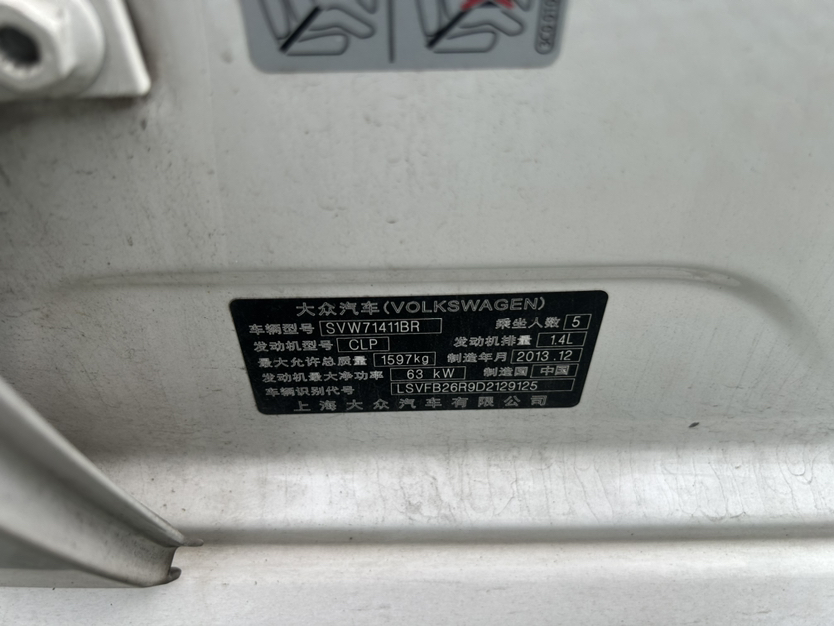 大众汽车(VOLKSWAGEN)
车辆型号 SVW71411BR 乘坐人数 5
发动机型号 CLP 发动机排量 1.4L
最大允许总质量 1597kg 制造年月 2013.12
发动机最大净功率 63 kW 制造国 中国
车辆识别代号 LSVFB26R9D2129125
上海大众汽车有限公司